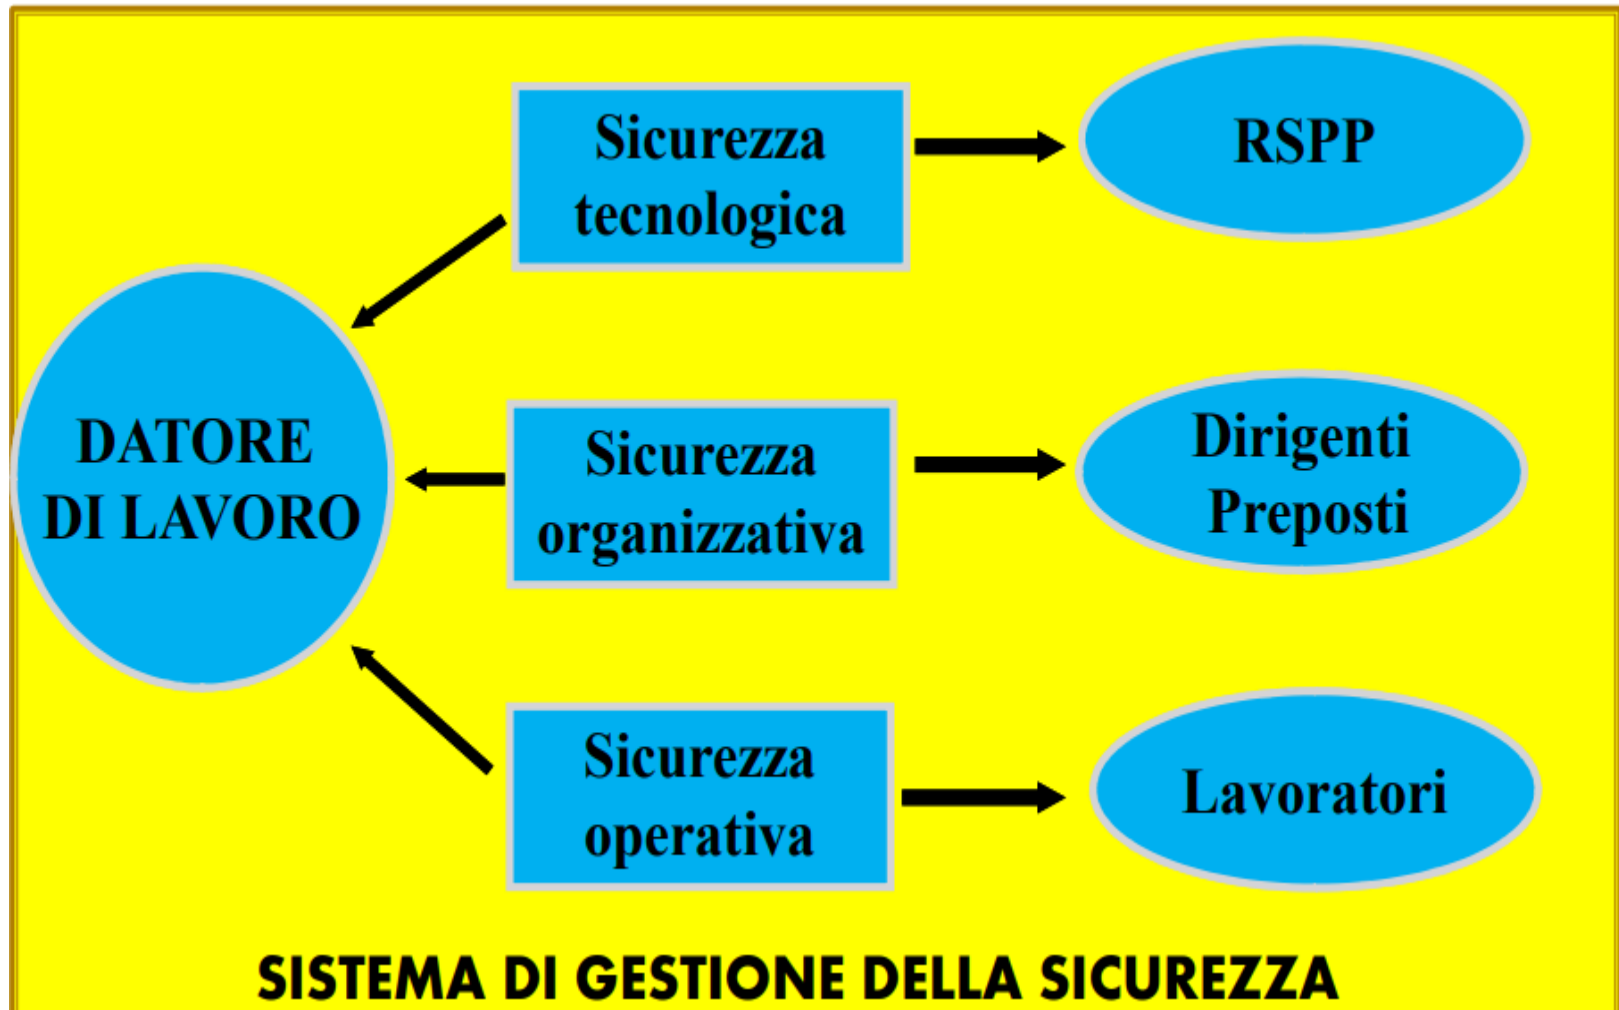 Sicurezza
tecnologica
RSPP
DATORE
DI LAVORO
Sicurezza
organizzativa
Dirigenti
Preposti
Sicurezza
operativa
Lavoratori
SISTEMA DI GESTIONE DELLA SICUREZZA